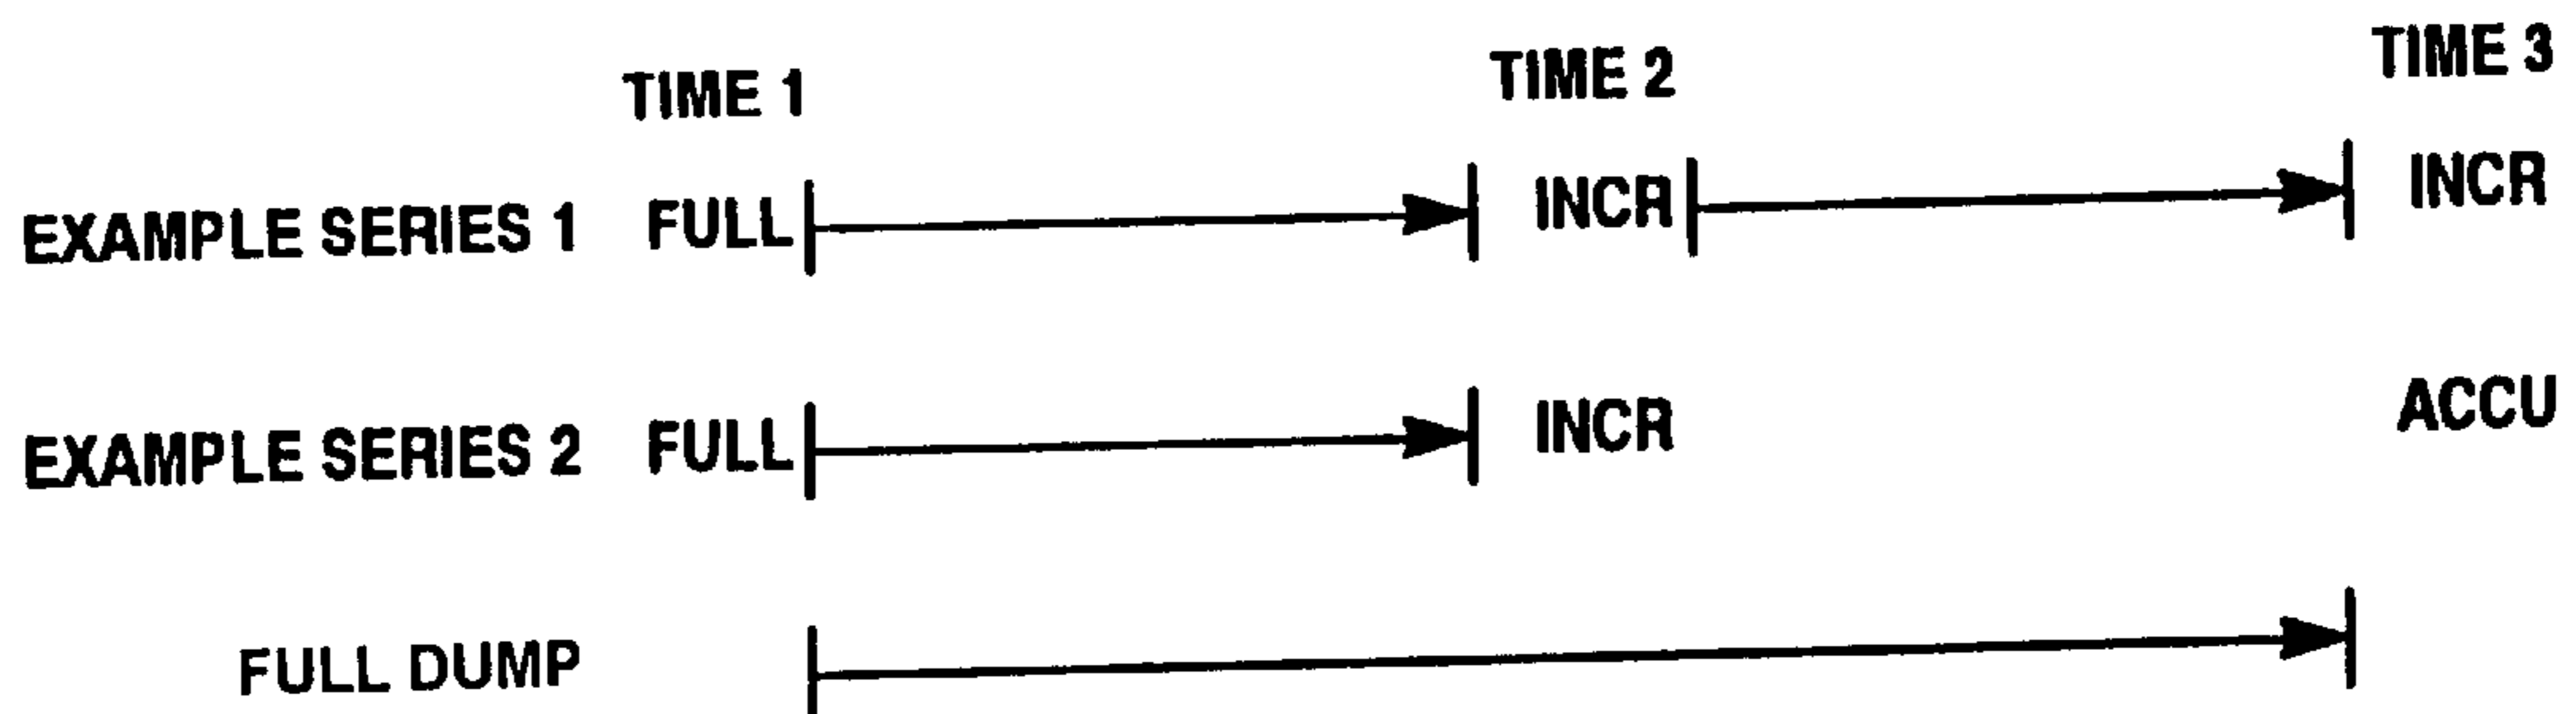 TIME 1 TIME 2 TIME 3
EXAMPLE SERIES 1 FULL INCR INCR
EXAMPLE SERIES 2 FULL INCR ACCU
FULL DUMP